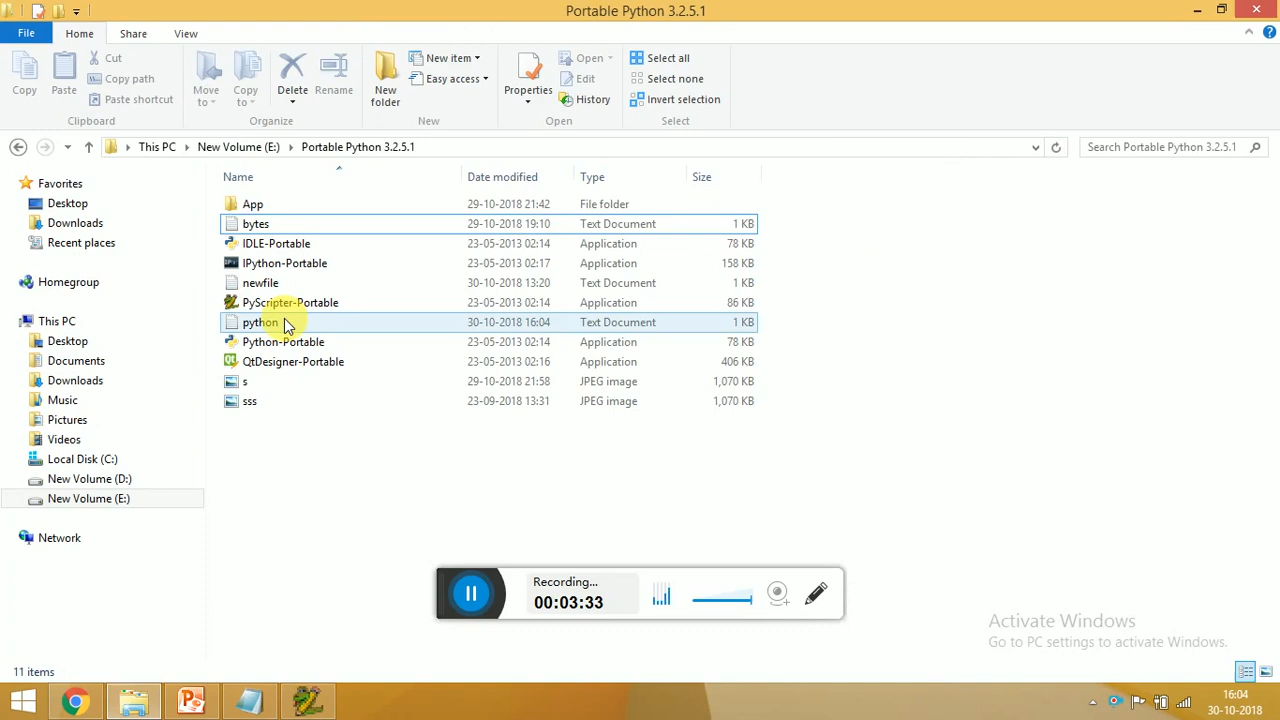 Portable Python 3.2.5.1
File Home Share View
Copy
Paste
Cut
Copy path
Paste shortcut
Clipboard
Move to
Copy to
Delete
Rename
Organize
New folder
New item
Easy access
New
Properties
Open
Edit
History
Open
Select all
Select none
Invert selection
Select
This PC New Volume (E:) Portable Python 3.2.5.1
Search Portable Python 3.2.5.1
Favorites
Desktop
Downloads
Recent places
Homegroup
This PC
Desktop
Documents
Downloads
Music
Pictures
Videos
Local Disk (C:)
New Volume (D:)
New Volume (E:)
Network
Name Date modified Type Size
App 29-10-2018 21:42 File folder
bytes 29-10-2018 19:10 Text Document 1 KB
IDLE-Portable 23-05-2013 02:14 Application 78 KB
IPython-Portable 23-05-2013 02:17 Application 158 KB
newfile 30-10-2018 13:20 Text Document 1 KB
PyScripter-Portable 23-05-2013 02:14 Application 86 KB
python 30-10-2018 16:04 Text Document 1 KB
Python-Portable 23-05-2013 02:14 Application 78 KB
QtDesigner-Portable 23-05-2013 02:16 Application 406 KB
s 29-10-2018 21:58 JPEG image 1,070 KB
sss 23-09-2018 13:31 JPEG image 1,070 KB
Recording...
00:03:33
Activate Windows
Go to PC settings to activate Windows.
11 items
16:04
30-10-2018